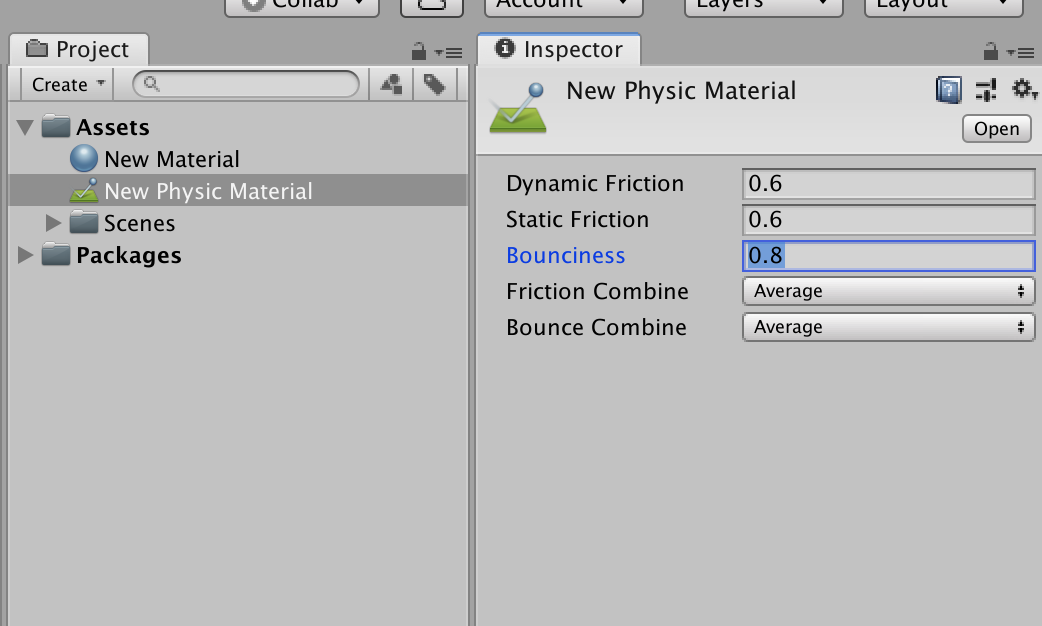 Collab
Account
Layers
Layout
Project
Inspector
Create
New Physic Material
Open
Assets
New Material
New Physic Material
Scenes
Packages
Dynamic Friction 0.6
Static Friction 0.6
Bounciness 0.8
Friction Combine Average
Bounce Combine Average